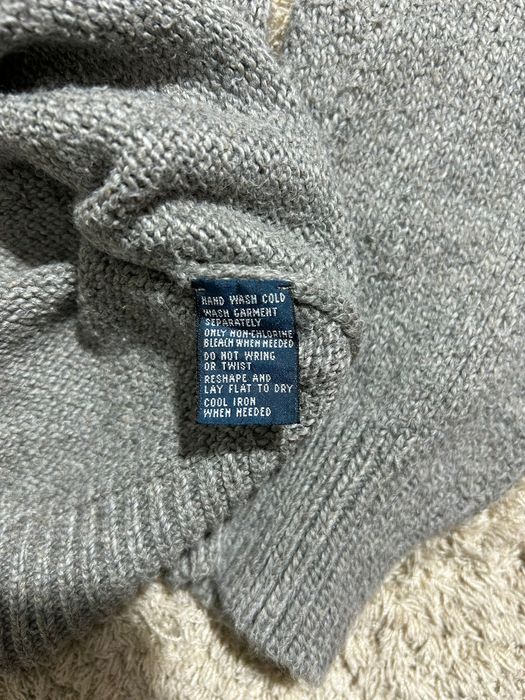 HAND WASH COLD
WASH GARMENT
SEPARATELY
ONLY NON-CHLORINE
BLEACH WHEN NEEDED
DO NOT WRING
OR TWIST
RESHAPE AND
LAY FLAT TO DRY
COOL IRON
WHEN NEEDED